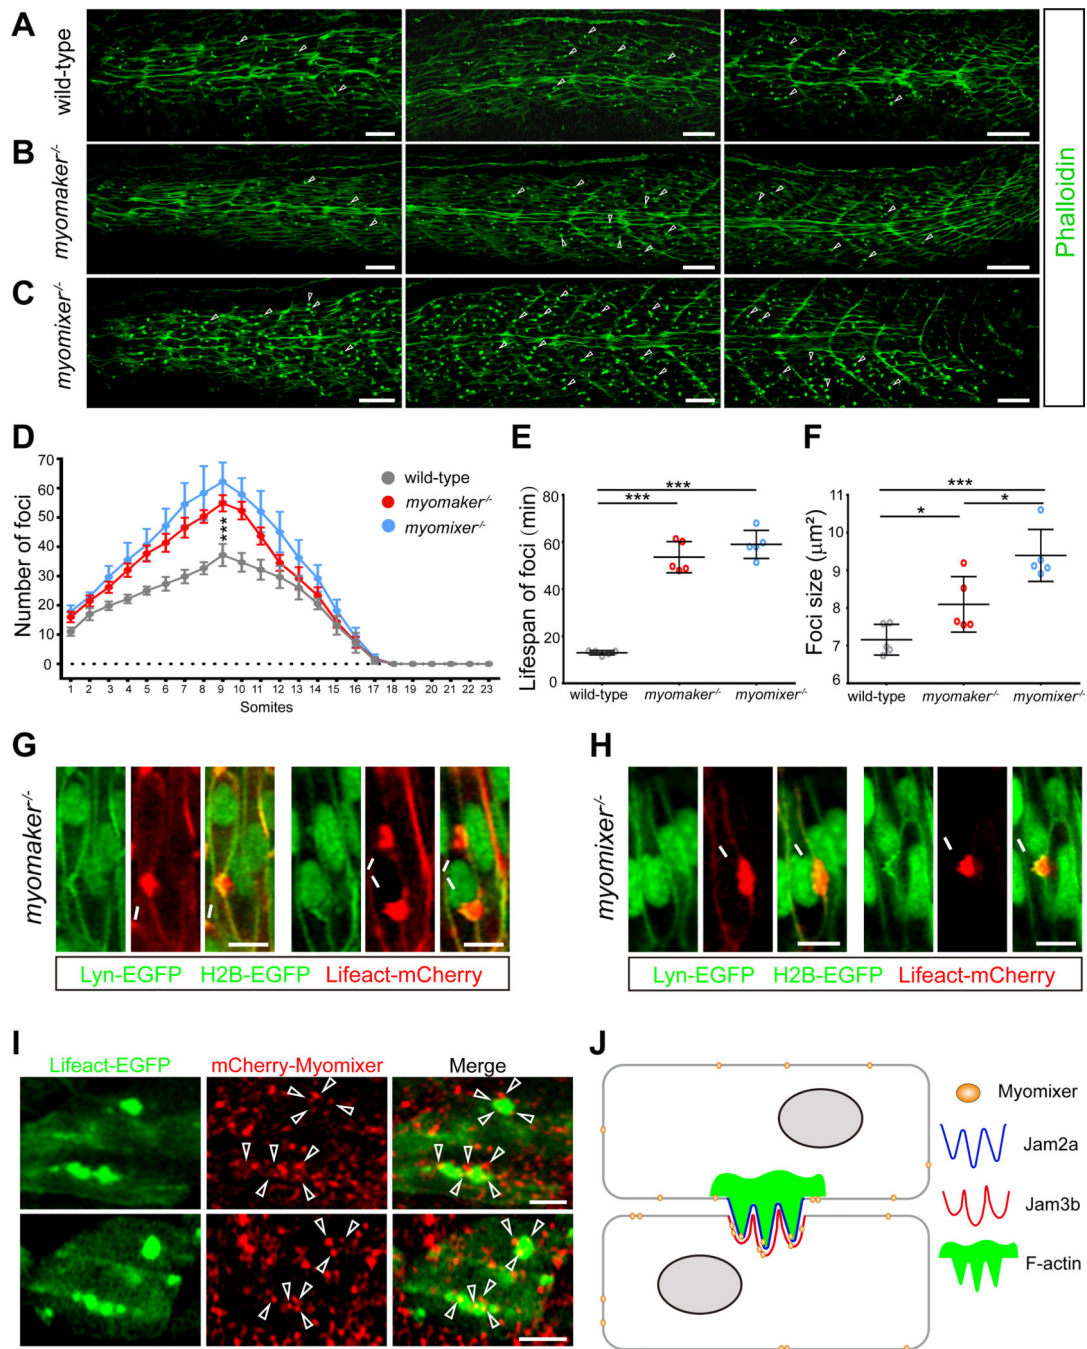 A
wild-type
B
myomaker-/-
C
myomixer-/-
Phalloidin
D
Number of foci
70
60
50
40
30
20
10
0
***
wild-type
myomaker-/-
myomixer-/-
1 2 3 4 5 6 7 8 9 10 11 12 13 14 15 16 17 18 19 20 21 22 23
Somites
E
Lifespan of foci (min)
80
60
40
20
0
***
***
wild-type myomaker-/- myomixer-/-
F
Foci size (µm²)
11
10
9
8
7
6
***
*
*
wild-type myomaker-/- myomixer-/-
G
myomaker-/-
Lyn-EGFP H2B-EGFP Lifeact-mCherry
H
myomixer-/-
Lyn-EGFP H2B-EGFP Lifeact-mCherry
I
Lifeact-EGFP mCherry-Myomixer Merge
J
Myomixer
Jam2a
Jam3b
F-actin